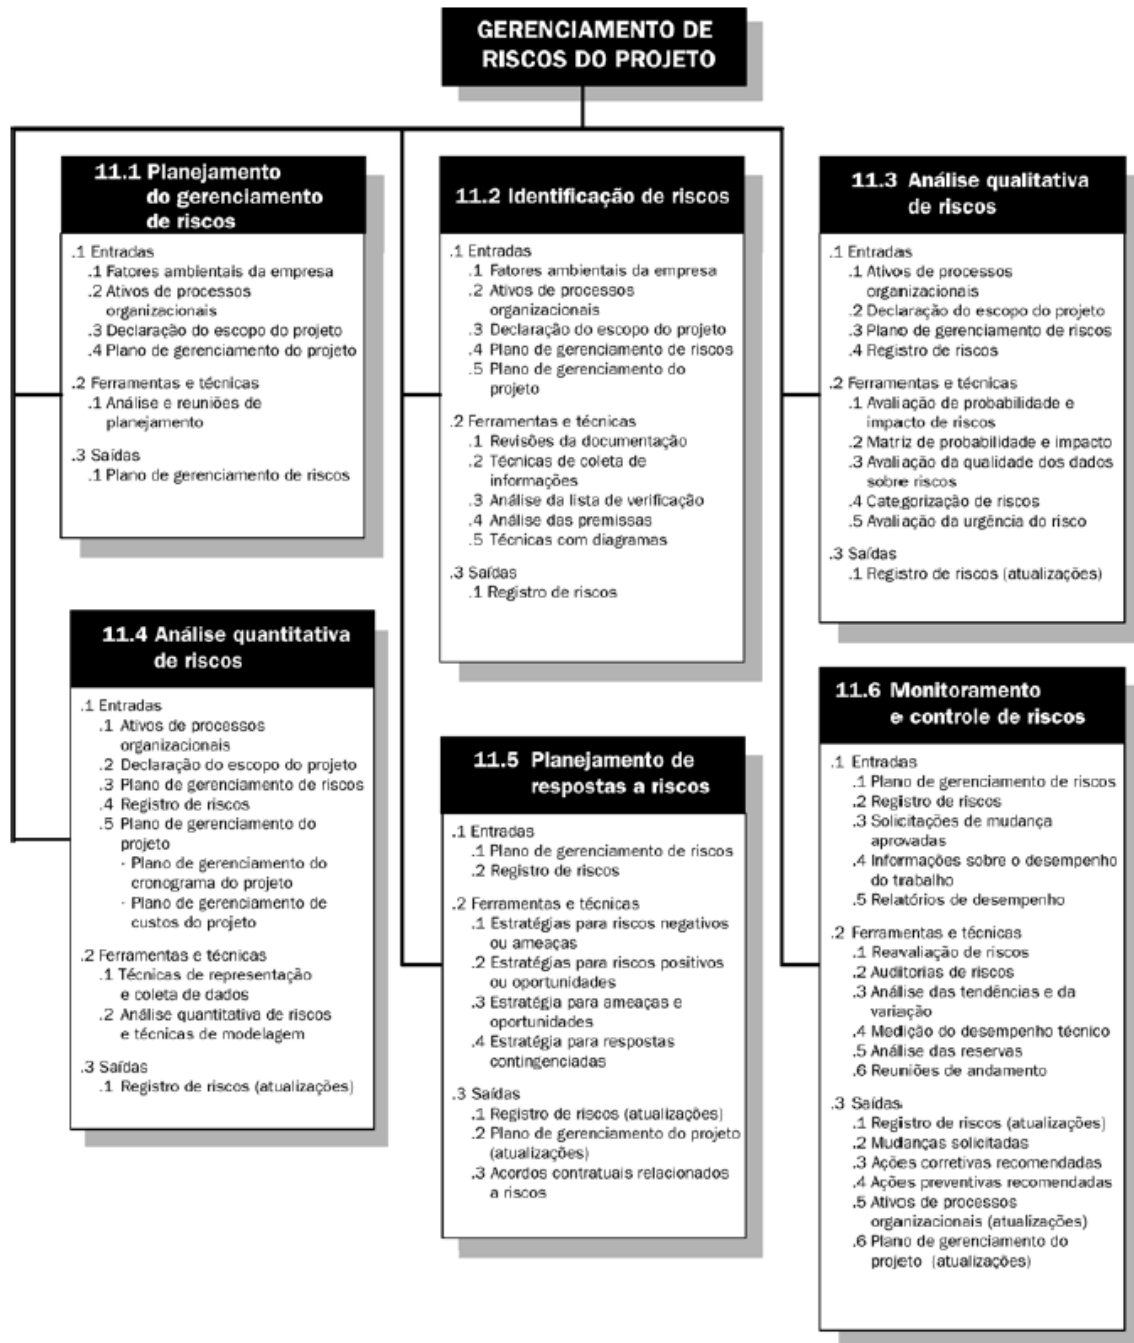 GERENCIAMENTO DE
RISCOS DO PROJETO
11.1 Planejamento
do gerenciamento
de riscos
.1 Entradas
.1 Fatores ambientais da empresa
.2 Ativos de processos
organizacionais
.3 Declaração do escopo do projeto
.4 Plano de gerenciamento do projeto
.2 Ferramentas e técnicas
.1 Análise e reuniões de
planejamento
.3 Saídas
.1 Plano de gerenciamento de riscos
11.2 Identificação de riscos
.1 Entradas
.1 Fatores ambientais da empresa
.2 Ativos de processos
organizacionais
.3 Declaração do escopo do projeto
.4 Plano de gerenciamento de riscos
.5 Plano de gerenciamento do
projeto
.2 Ferramentas e técnicas
.1 Revisões da documentação
.2 Técnicas de coleta de
informações
.3 Análise da lista de verificação
.4 Análise das premissas
.5 Técnicas com diagramas
.3 Saídas
.1 Registro de riscos
11.3 Análise qualitativa
de riscos
.1 Entradas
.1 Ativos de processos
organizacionais
.2 Declaração do escopo do projeto
.3 Plano de gerenciamento de riscos
.4 Registro de riscos
.2 Ferramentas e técnicas
.1 Avaliação de probabilidade e
impacto de riscos
.2 Matriz de probabilidade e impacto
.3 Avaliação da qualidade dos dados
sobre riscos
.4 Categorização de riscos
.5 Avaliação da urgência do risco
.3 Saídas
.1 Registro de riscos (atualizações)
11.4 Análise quantitativa
de riscos
.1 Entradas
.1 Ativos de processos
organizacionais
.2 Declaração do escopo do projeto
.3 Plano de gerenciamento de riscos
.4 Registro de riscos
.5 Plano de gerenciamento do
projeto
· Plano de gerenciamento do
cronograma do projeto
· Plano de gerenciamento de
custos do projeto
.2 Ferramentas e técnicas
.1 Técnicas de representação
e coleta de dados
.2 Análise quantitativa de riscos
e técnicas de modelagem
.3 Saídas
.1 Registro de riscos (atualizações)
11.5 Planejamento de
respostas a riscos
.1 Entradas
.1 Plano de gerenciamento de riscos
.2 Registro de riscos
.2 Ferramentas e técnicas
.1 Estratégias para riscos negativos
ou ameaças
.2 Estratégias para riscos positivos
ou oportunidades
.3 Estratégia para ameaças e
oportunidades
.4 Estratégia para respostas
contingenciadas
.3 Saídas
.1 Registro de riscos (atualizações)
.2 Plano de gerenciamento do projeto
(atualizações)
.3 Acordos contratuais relacionados
a riscos
11.6 Monitoramento
e controle de riscos
.1 Entradas
.1 Plano de gerenciamento de riscos
.2 Registro de riscos
.3 Solicitações de mudança
aprovadas
.4 Informações sobre o desempenho
do trabalho
.5 Relatórios de desempenho
.2 Ferramentas e técnicas
.1 Reavaliação de riscos
.2 Auditorias de riscos
.3 Análise das tendências e da
variação
.4 Medição do desempenho técnico
.5 Análise das reservas
.6 Reuniões de andamento
.3 Saídas
.1 Registro de riscos (atualizações)
.2 Mudanças solicitadas
.3 Ações corretivas recomendadas
.4 Ações preventivas recomendadas
.5 Ativos de processos
organizacionais (atualizações)
.6 Plano de gerenciamento do
projeto (atualizações)